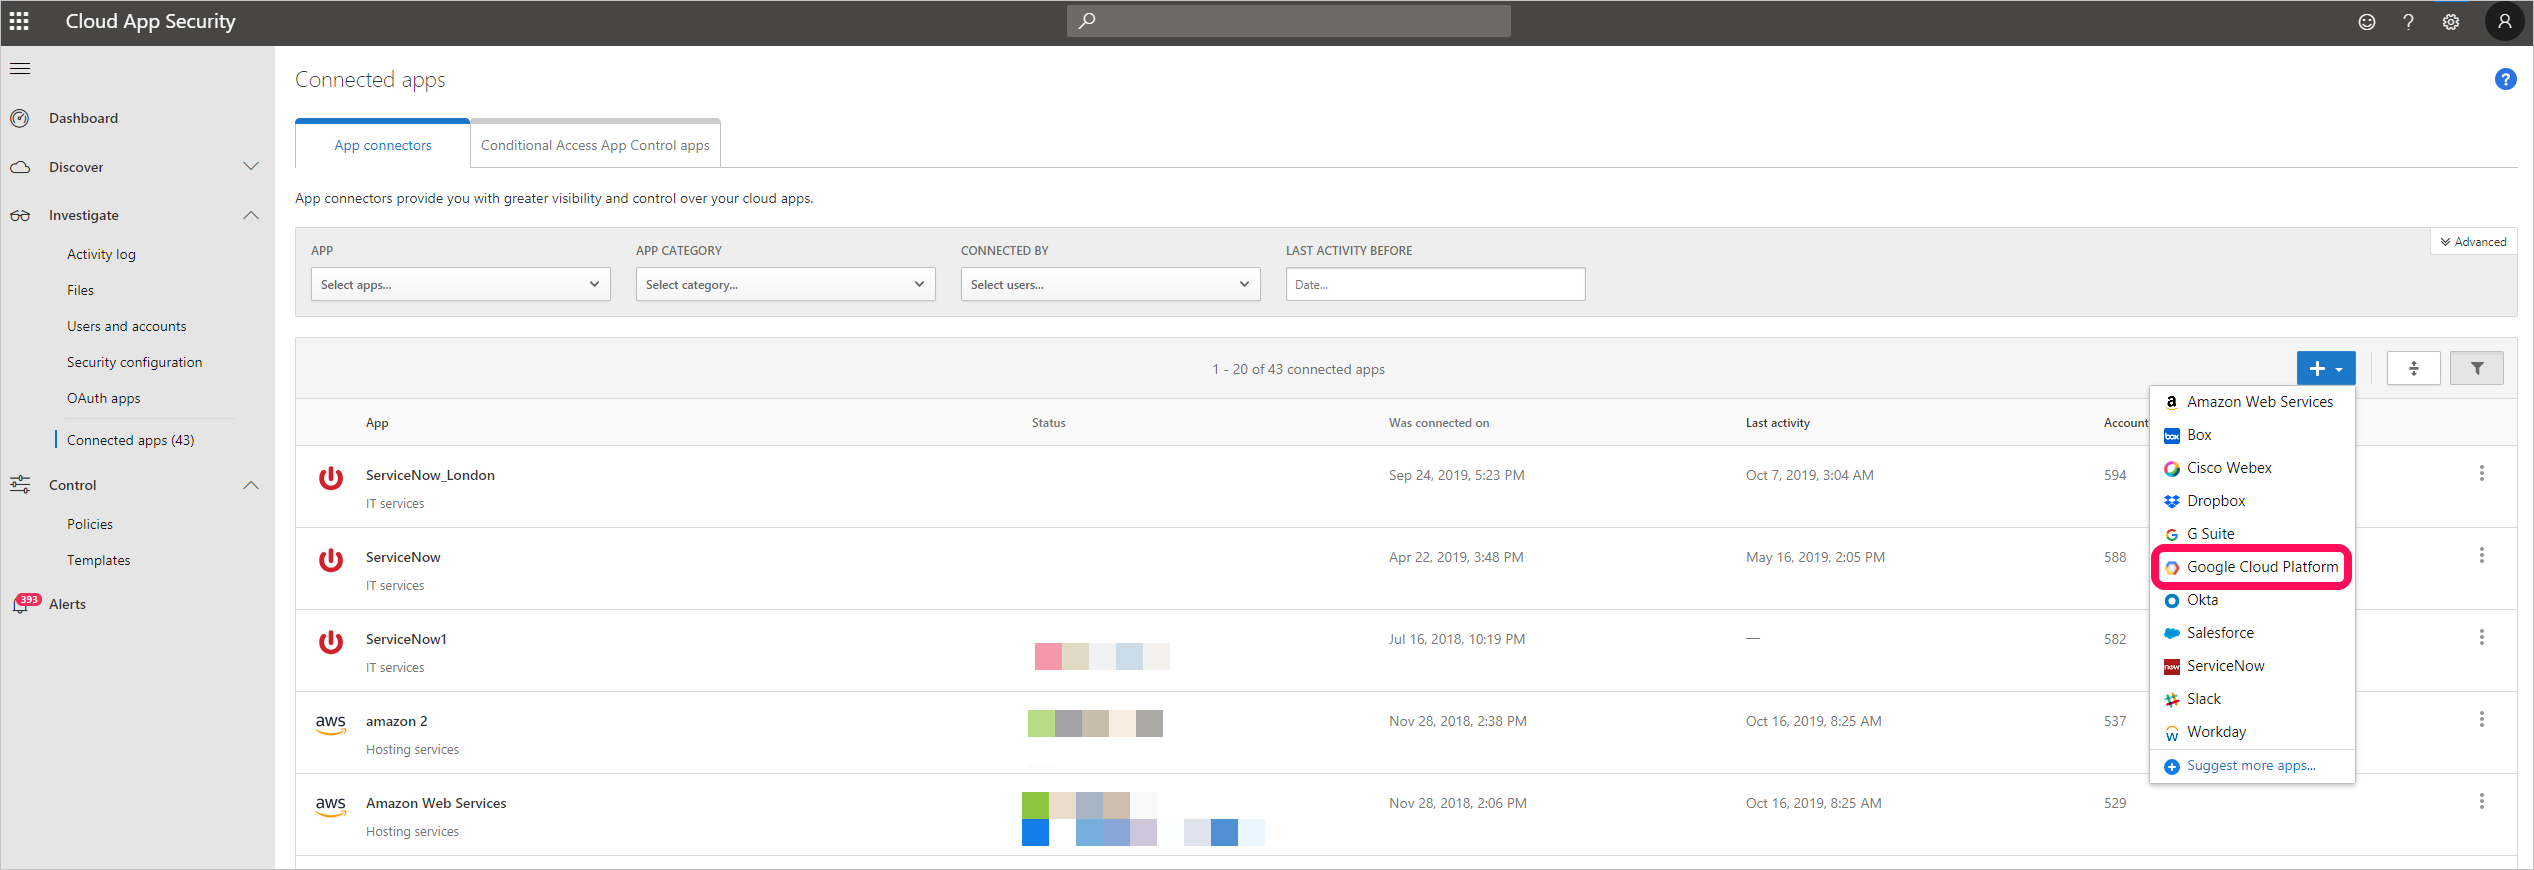 Cloud App Security
Connected apps
?
Dashboard
Discover
Investigate
Activity log
Files
Users and accounts
Security configuration
OAuth apps
Connected apps (43)
Control
Policies
Templates
393
Alerts
App connectors
Conditional Access App Control apps
App connectors provide you with greater visibility and control over your cloud apps.
APP
APP CATEGORY
CONNECTED BY
LAST ACTIVITY BEFORE
Advanced
Select apps...
Select category...
Select users...
Date...
1 - 20 of 43 connected apps
App
Status
Was connected on
Last activity
Account
ServiceNow_London
IT services
Sep 24, 2019, 5:23 PM
Oct 7, 2019, 3:04 AM
594
ServiceNow
IT services
Apr 22, 2019, 3:48 PM
May 16, 2019, 2:05 PM
588
ServiceNow1
IT services
Jul 16, 2018, 10:19 PM
—
582
aws
amazon 2
Hosting services
Nov 28, 2018, 2:38 PM
Oct 16, 2019, 8:25 AM
537
aws
Amazon Web Services
Hosting services
Nov 28, 2018, 2:06 PM
Oct 16, 2019, 8:25 AM
529
Amazon Web Services
box
Box
Cisco Webex
Dropbox
G Suite
Google Cloud Platform
Okta
Salesforce
now
ServiceNow
Slack
Workday
Suggest more apps...